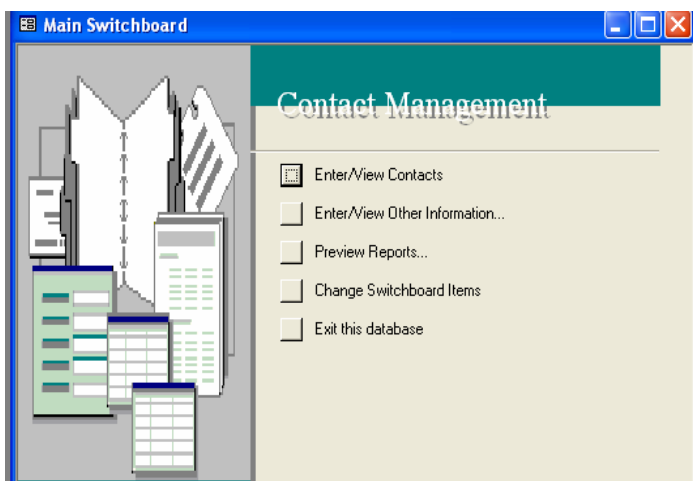 Main Switchboard
Contact Management
Enter/View Contacts
Enter/View Other Information...
Preview Reports...
Change Switchboard Items
Exit this database